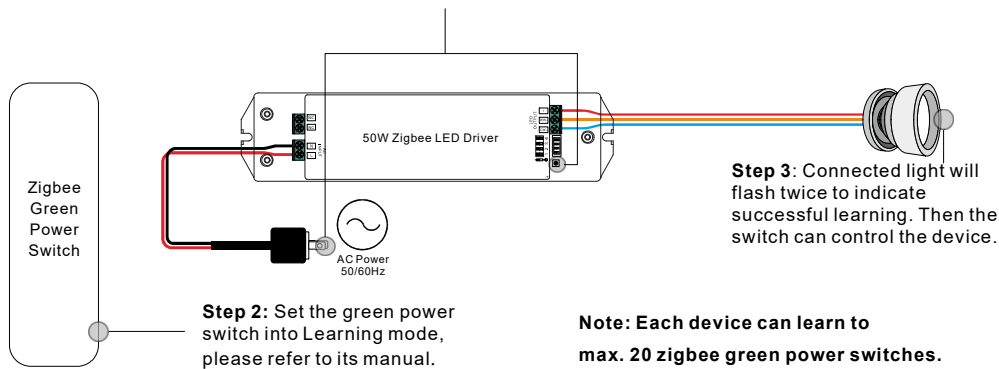 50W Zigbee LED Driver
LED
OUTPUT
Zigbee
Green
Power
Switch
AC Power
50/60Hz
Step 3: Connected light will
flash twice to indicate
successful learning. Then the
switch can control the device.
Step 2: Set the green power
switch into Learning mode,
please refer to its manual.
Note: Each device can learn to
max. 20 zigbee green power switches.